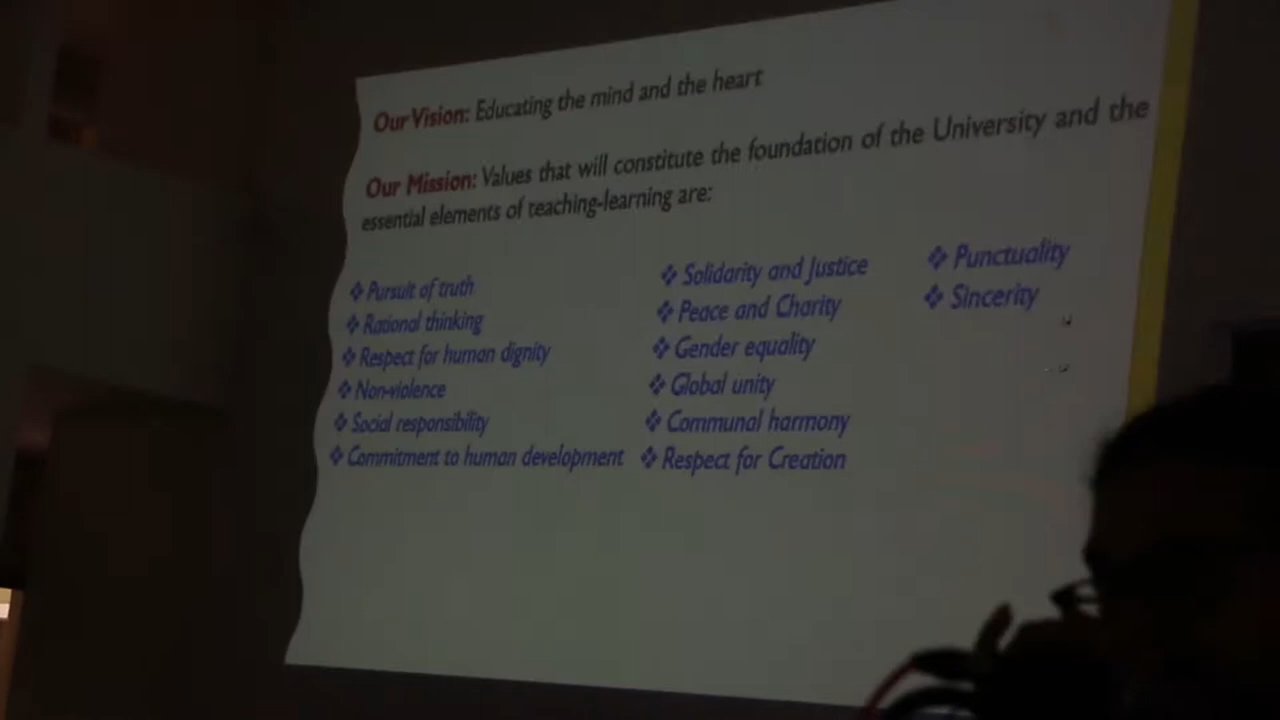 Our Vision: Educating the mind and the heart
Our Mission: Values that will constitute the foundation of the University and the
essential elements of teaching-learning are:
❖ Pursuit of truth
❖ Rational thinking
❖ Respect for human dignity
❖ Non-violence
❖ Social responsibility
❖ Commitment to human development
❖ Solidarity and Justice
❖ Peace and Charity
❖ Gender equality
❖ Global unity
❖ Communal harmony
❖ Respect for Creation
❖ Punctuality
❖ Sincerity